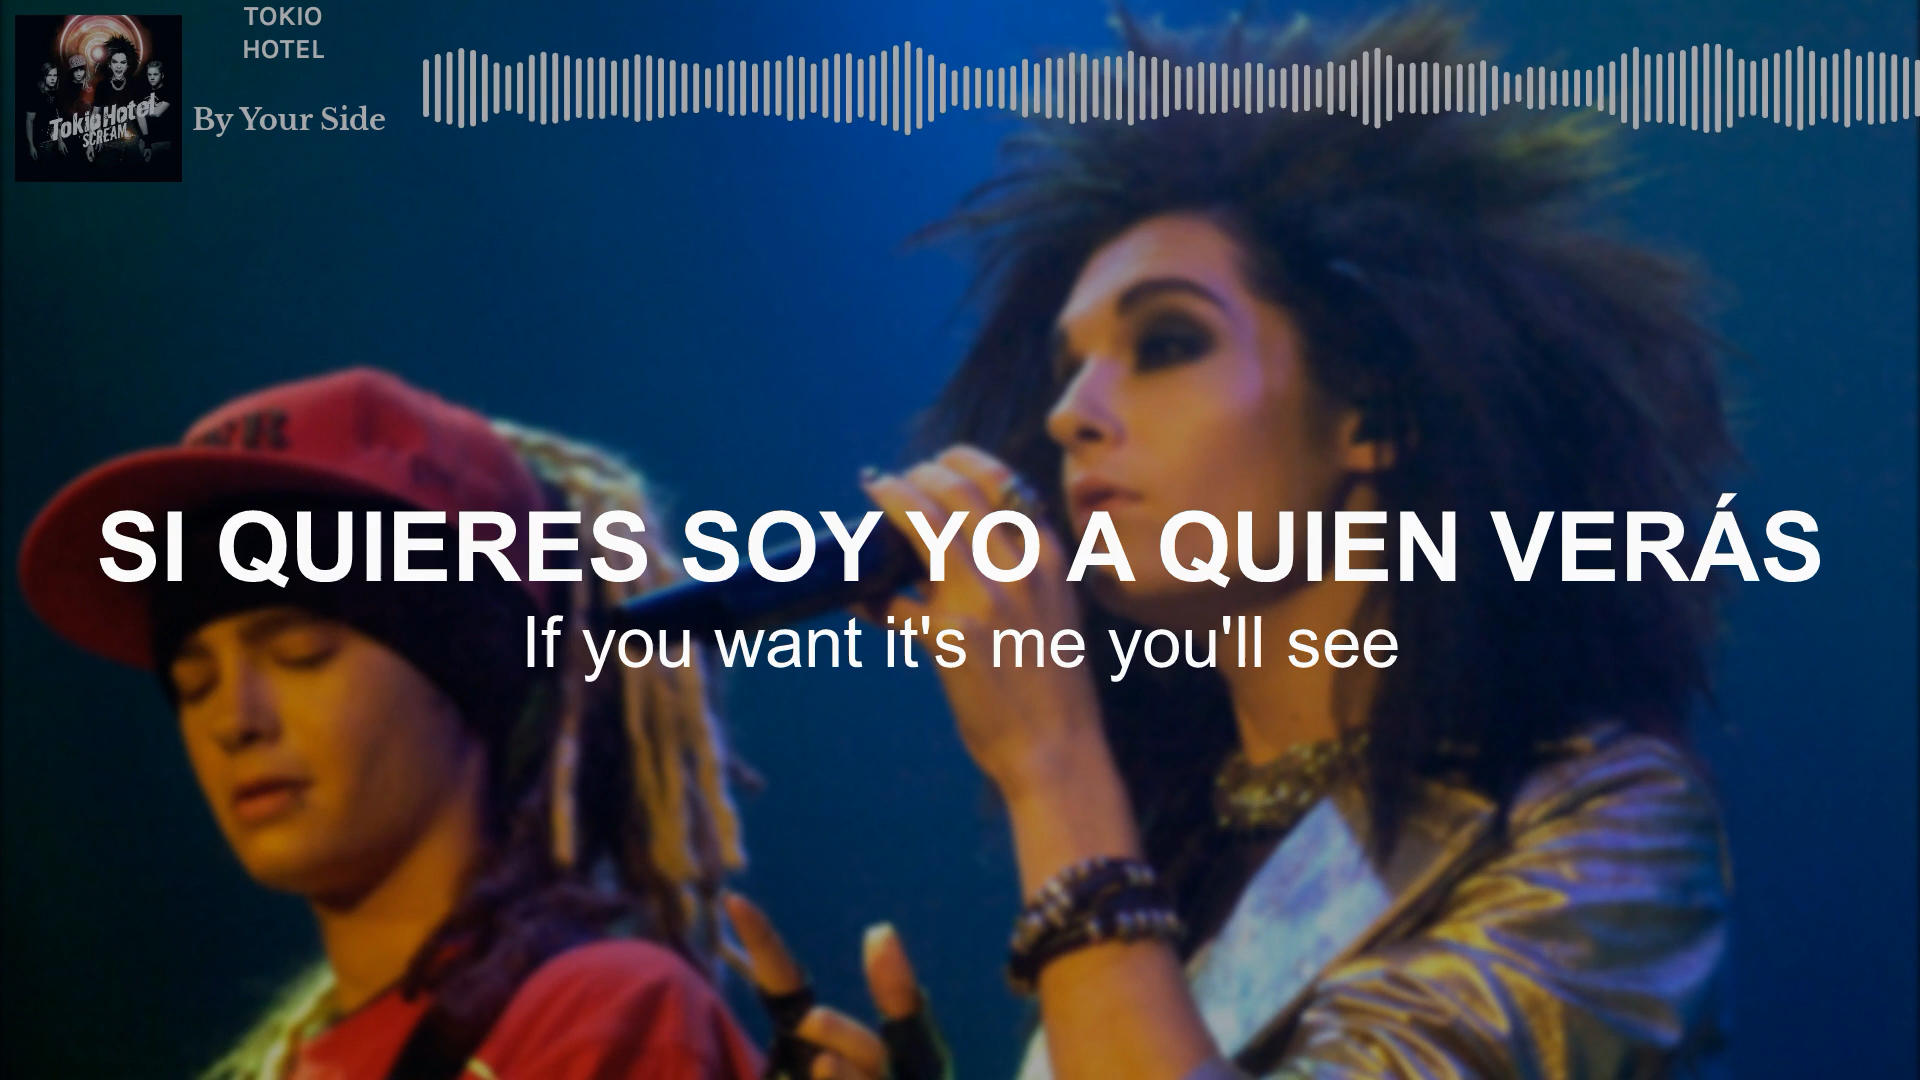 TOKIO
HOTEL
By Your Side
Tokio Hotel
SCREAM
SI QUIERES SOY YO A QUIEN VERÁS
If you want it's me you'll see